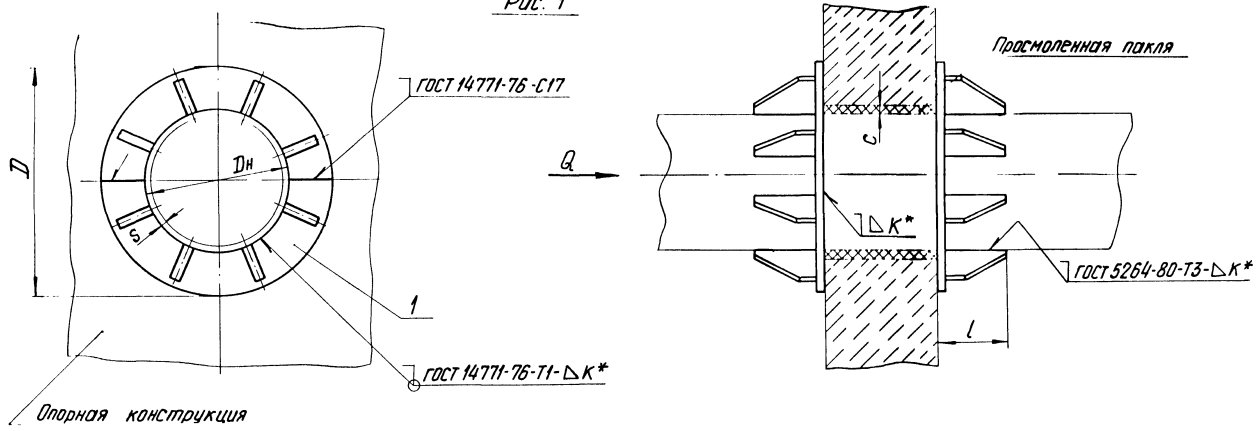 Рис. 1
Просмоленная пакля
ГОСТ 14771-76-С17
D
Dн
S
1
ГОСТ 14771-76-Т1-△K*
Опорная конструкция
Q
C
△K*
ГОСТ 5264-80-Т3-△K*
l